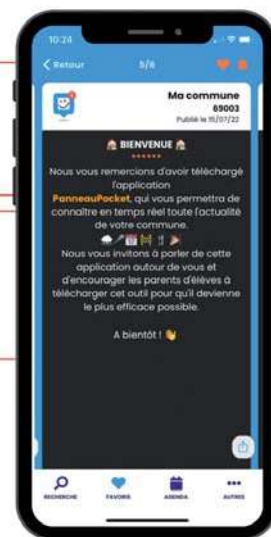 10:24
Retour
5/6
Ma commune
69003
Publié le 15/07/22
BIENVENUE
Nous vous remercions d'avoir téléchargé
l'application
PanneauPocket, qui vous permettra de
connaître en temps réel toute l'actualité
de votre commune.
Nous vous invitons à parler de cette
application autour de vous et
d'encourager les parents d'élèves à
télécharger cet outil pour qu'il devienne
le plus efficace possible.
A bientôt !
RECHERCHE
FAVORIS
AGENDA
AUTRES